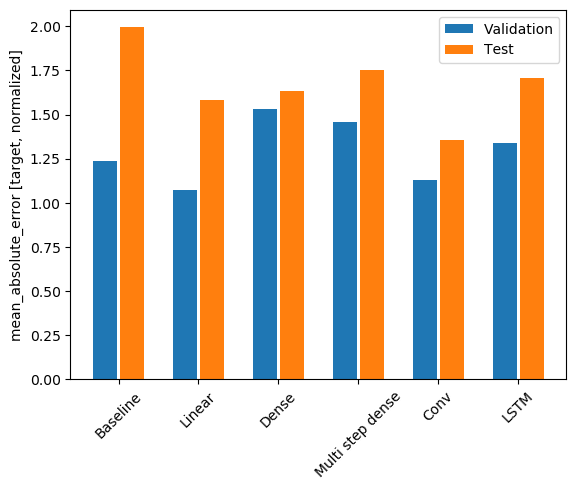 mean_absolute_error [target, normalized]
2.00
1.75
1.50
1.25
1.00
0.75
0.50
0.25
0.00
Validation
Test
Baseline
Linear
Dense
Multi step dense
Conv
LSTM